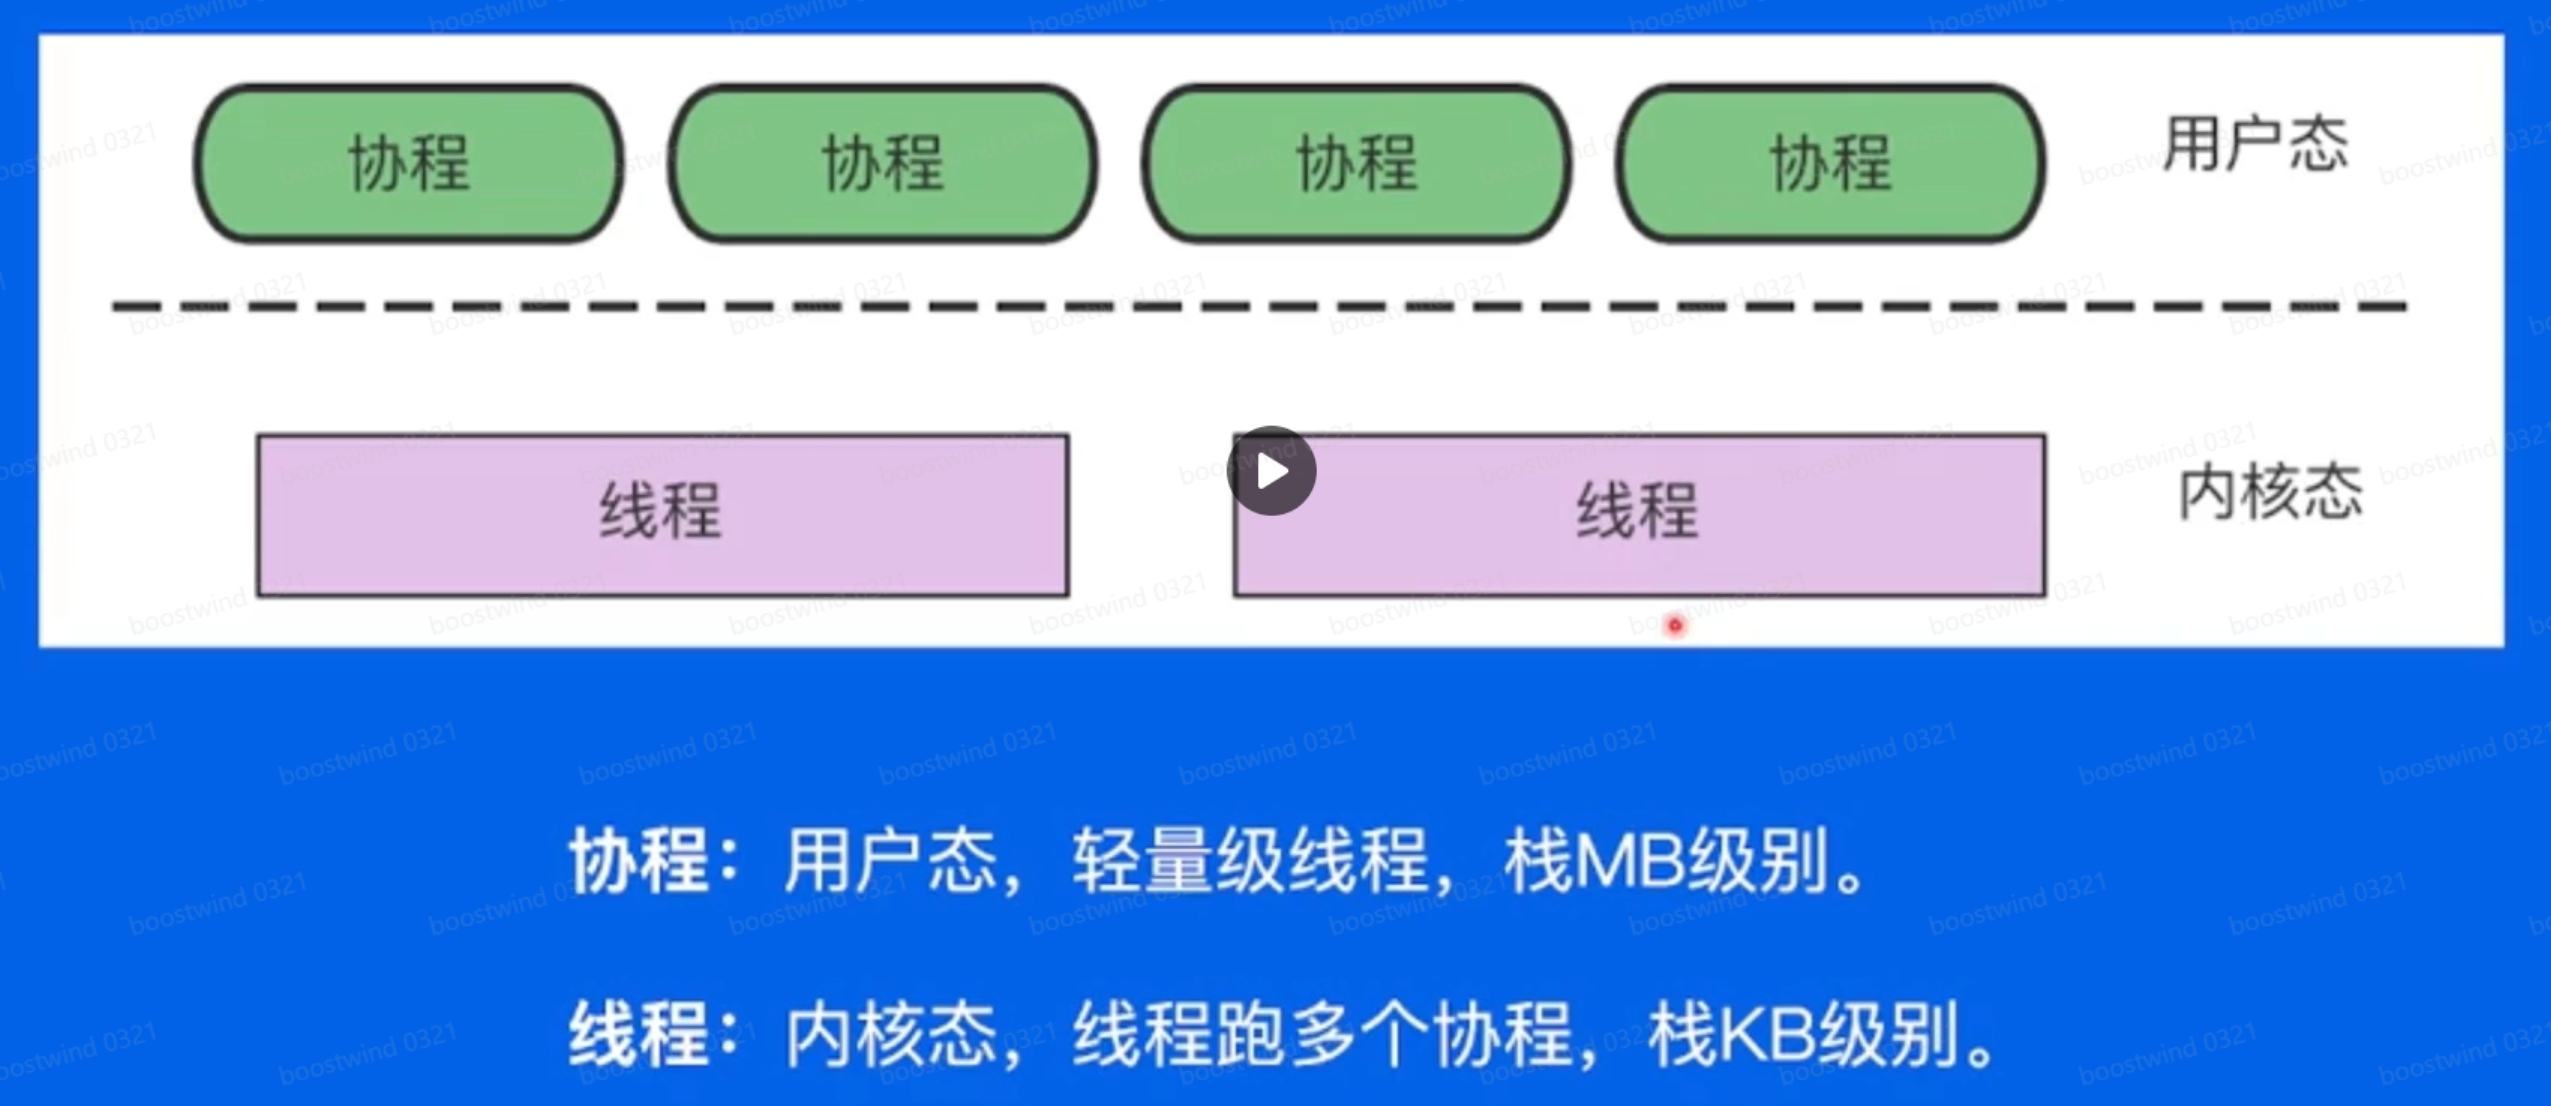 协程 协程 协程 协程 用户态
线程 线程 内核态
协程：用户态，轻量级线程，栈MB级别。
线程：内核态，线程跑多个协程，栈KB级别。
boostwind 0321